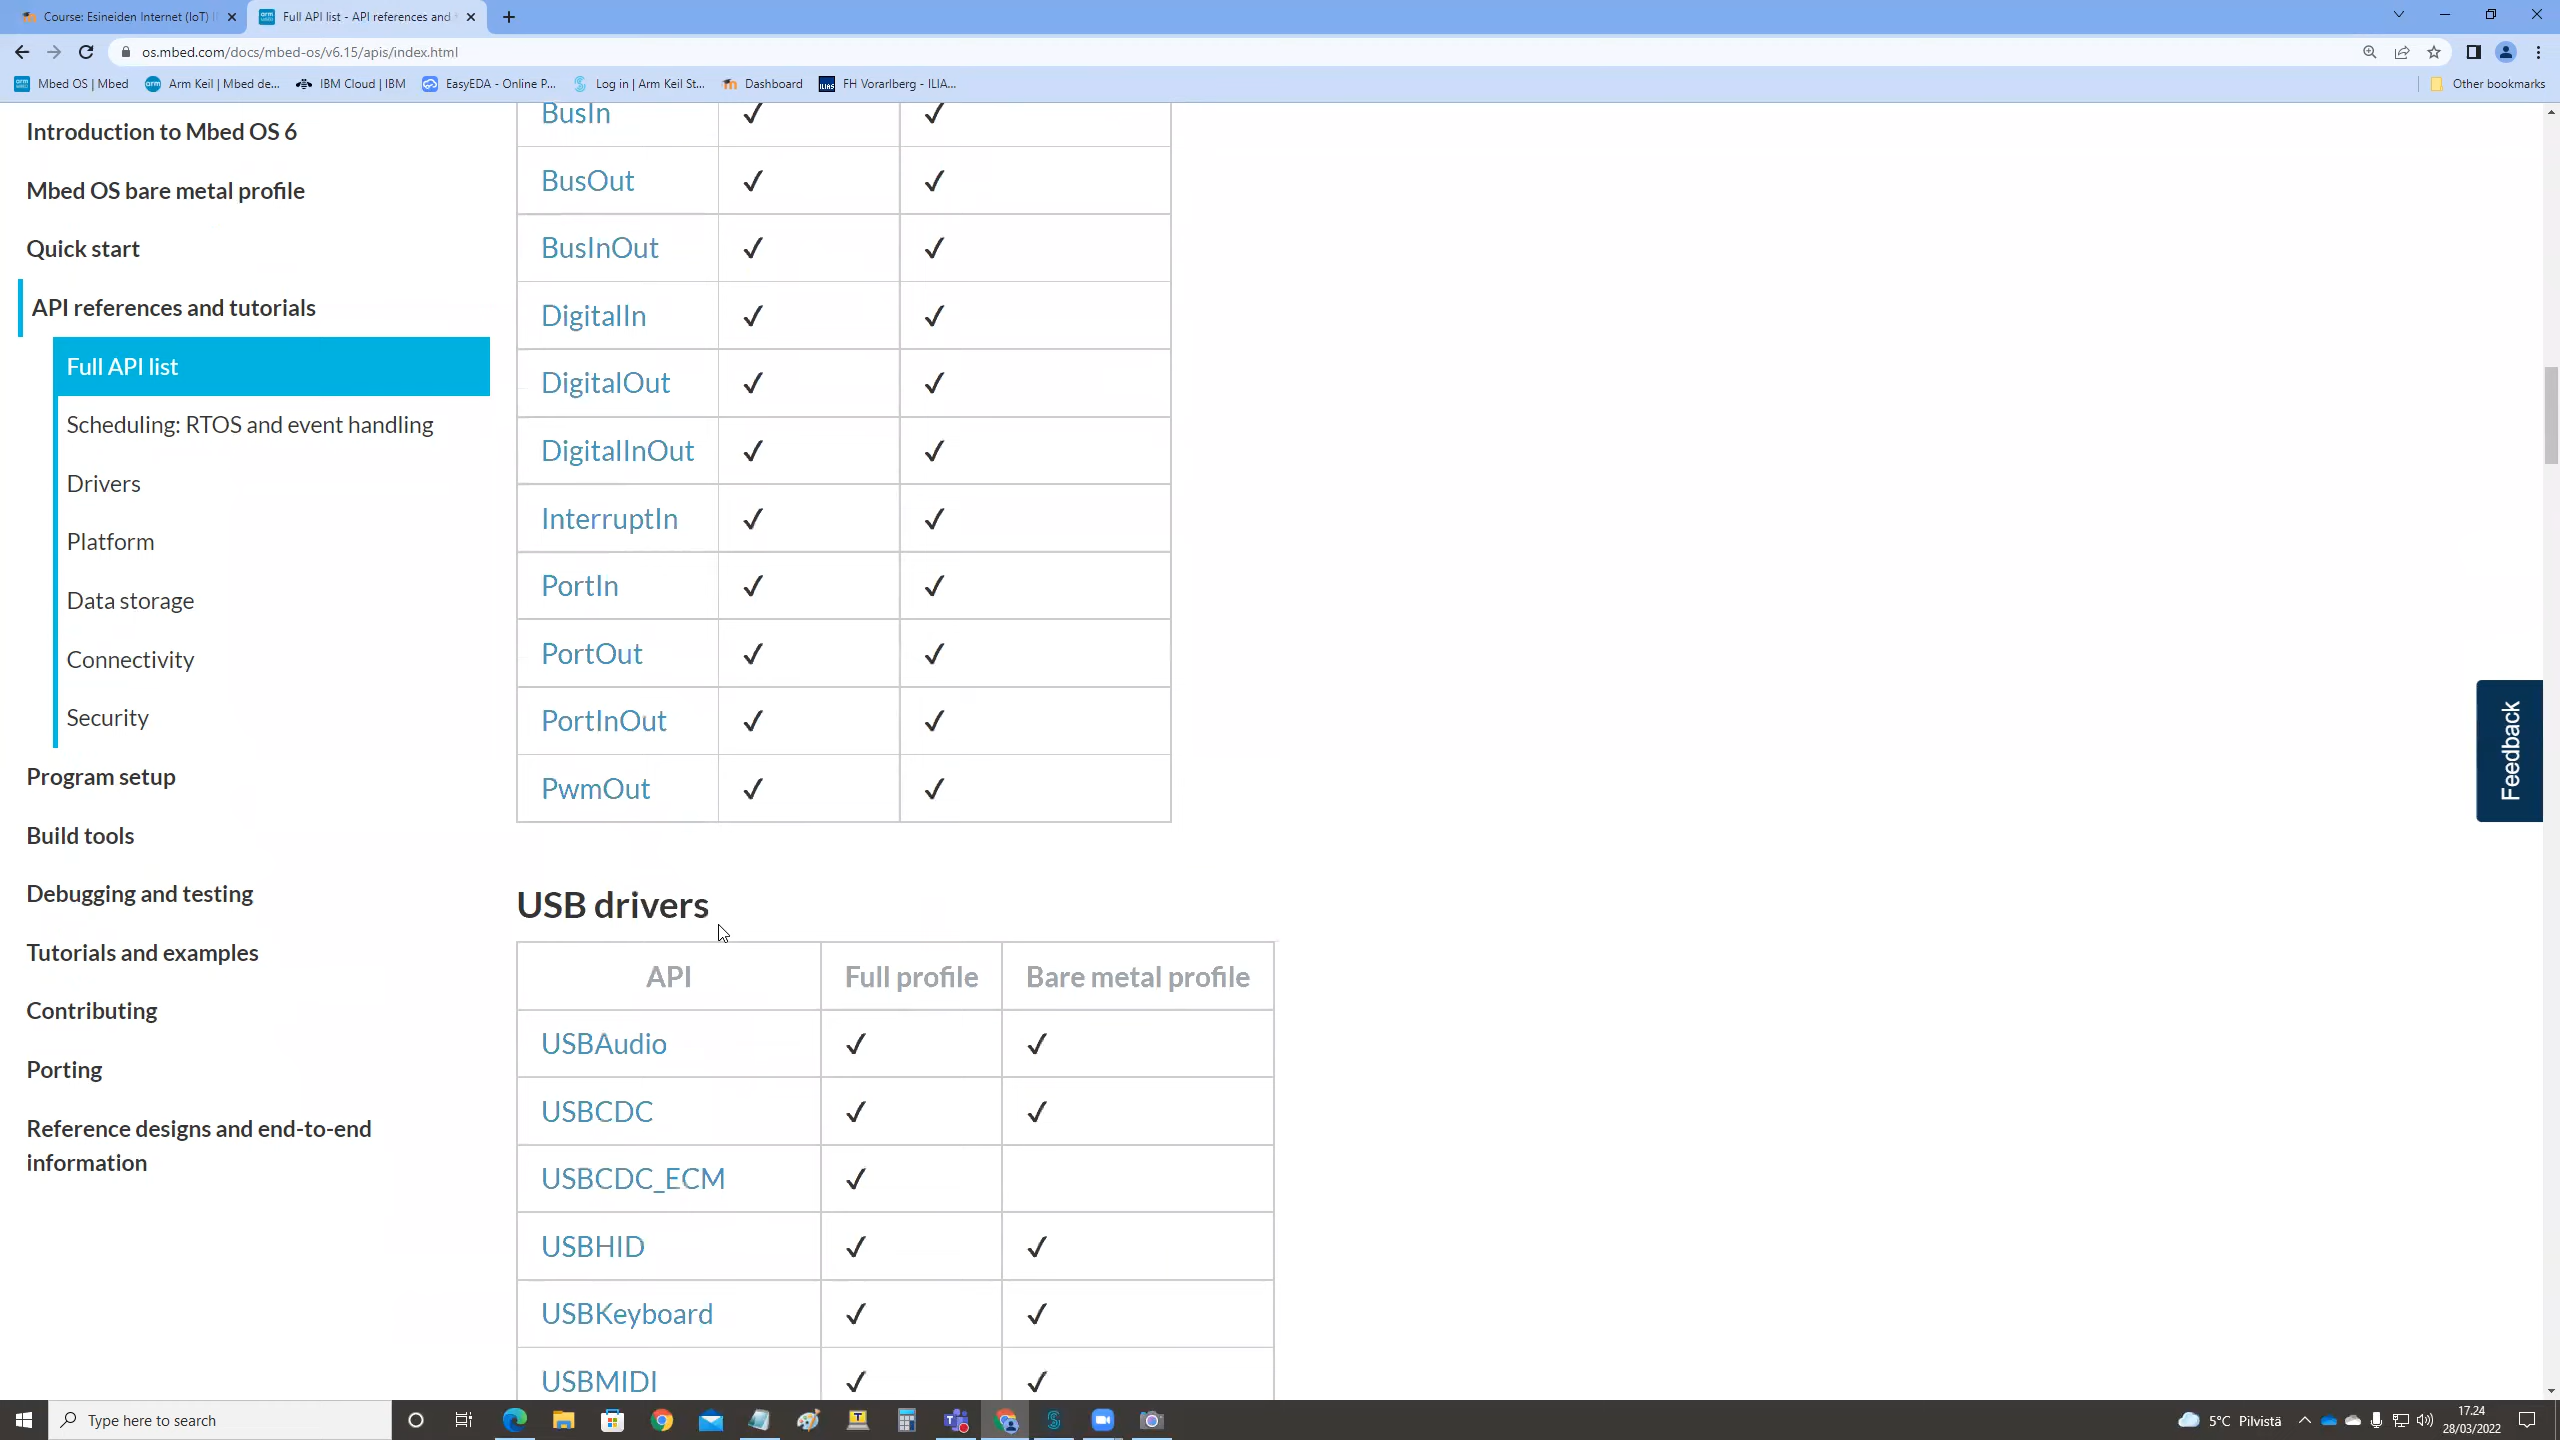 Course: Esineiden Internet (IoT)
Full API list - API references and
os.mbed.com/docs/mbed-os/v6.15/apis/index.html
Mbed OS | Mbed
Arm Keil | Mbed de...
IBM Cloud | IBM
EasyEDA - Online P...
Log in | Arm Keil St...
Dashboard
FH Vorarlberg - ILIA...
Other bookmarks
Introduction to Mbed OS 6
Mbed OS bare metal profile
Quick start
API references and tutorials
Full API list
Scheduling: RTOS and event handling
Drivers
Platform
Data storage
Connectivity
Security
Program setup
Build tools
Debugging and testing
Tutorials and examples
Contributing
Porting
Reference designs and end-to-end
information
BusIn ✓ ✓
BusOut ✓ ✓
BusInOut ✓ ✓
DigitalIn ✓ ✓
DigitalOut ✓ ✓
DigitalInOut ✓ ✓
InterruptIn ✓ ✓
PortIn ✓ ✓
PortOut ✓ ✓
PortInOut ✓ ✓
PwmOut ✓ ✓
USB drivers
API Full profile Bare metal profile
USBAudio ✓ ✓
USBCDC ✓ ✓
USBCDC_ECM ✓
USBHID ✓ ✓
USBKeyboard ✓ ✓
USBMIDI ✓ ✓
Feedback
Type here to search
5°C Pilvistä
17.24
28/03/2022